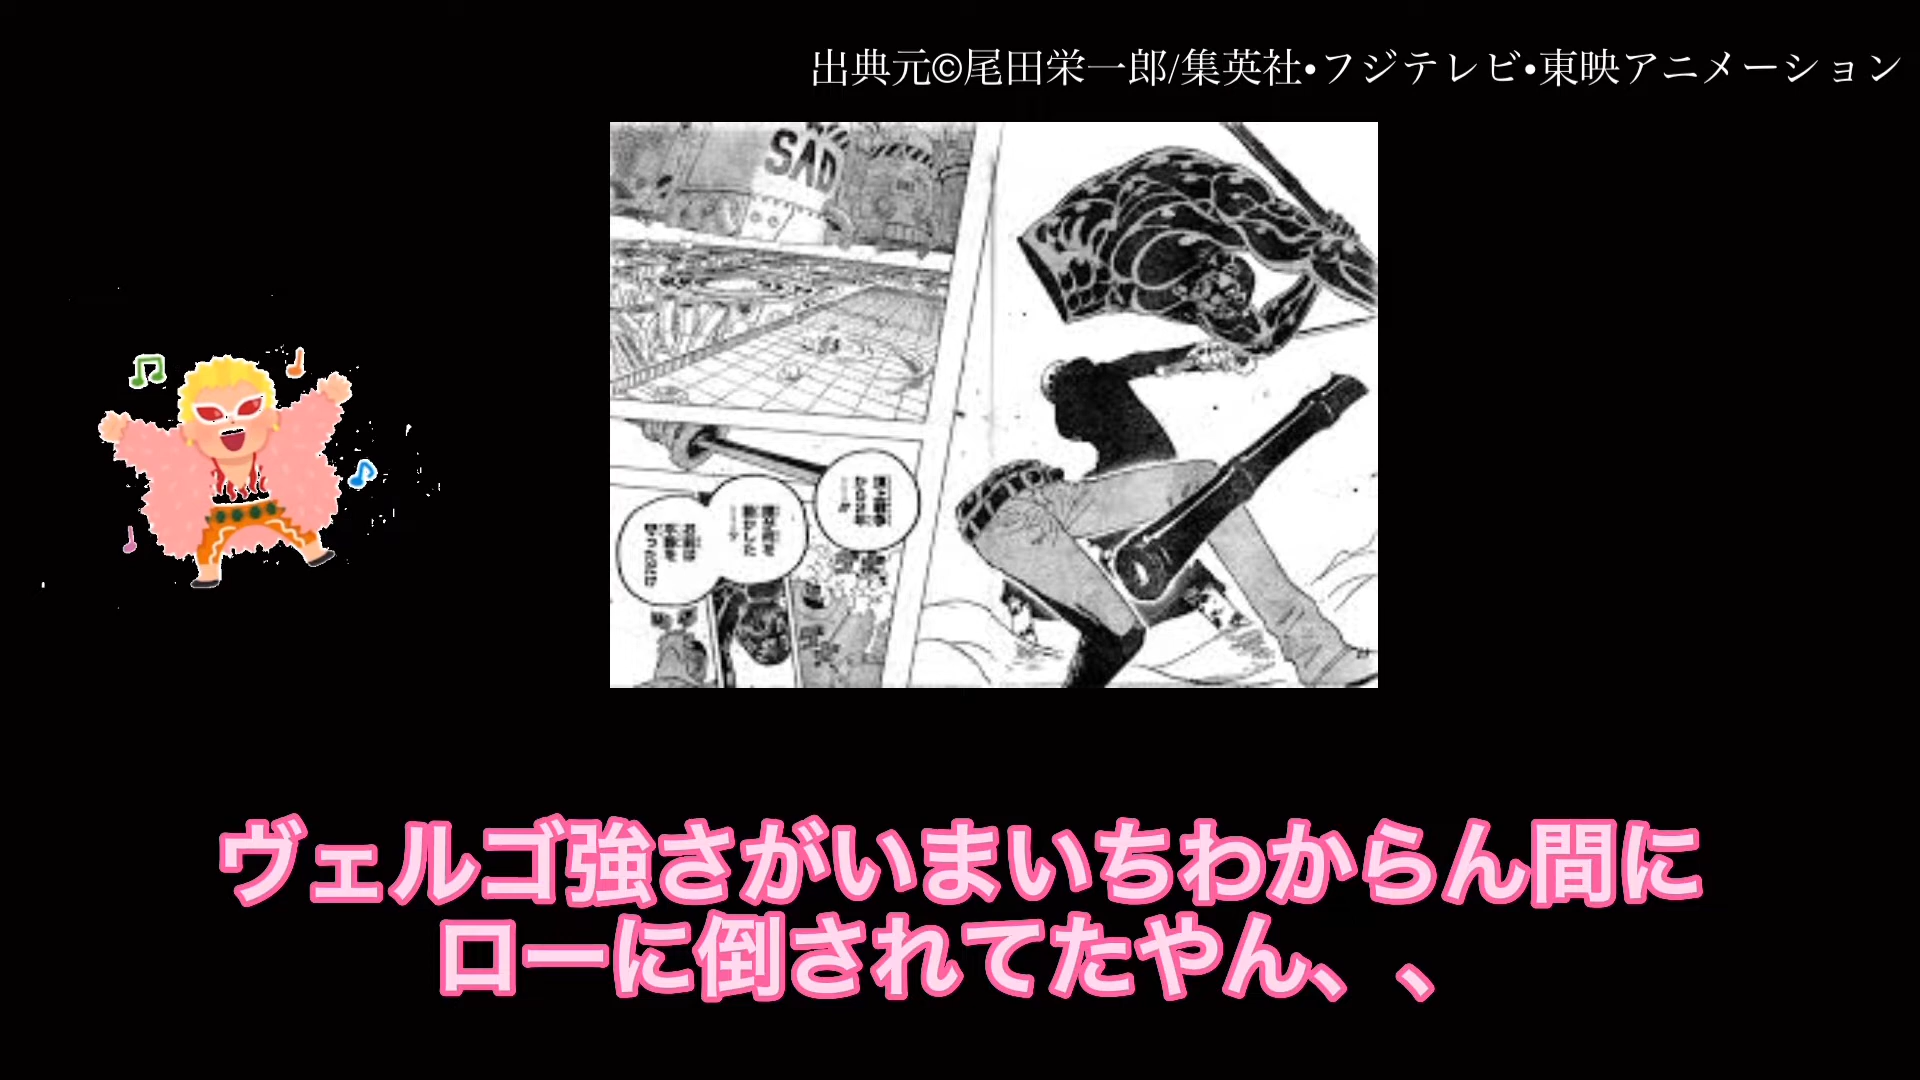 出典元©尾田栄一郎/集英社•フジテレビ•東映アニメーション
SAD
ヴェルゴ強さがいまいちわからん間に
ローに倒されてたやん、、